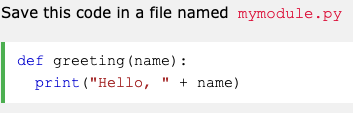 Save this code in a file named mymodule.py
def greeting(name):
  print("Hello, " + name)